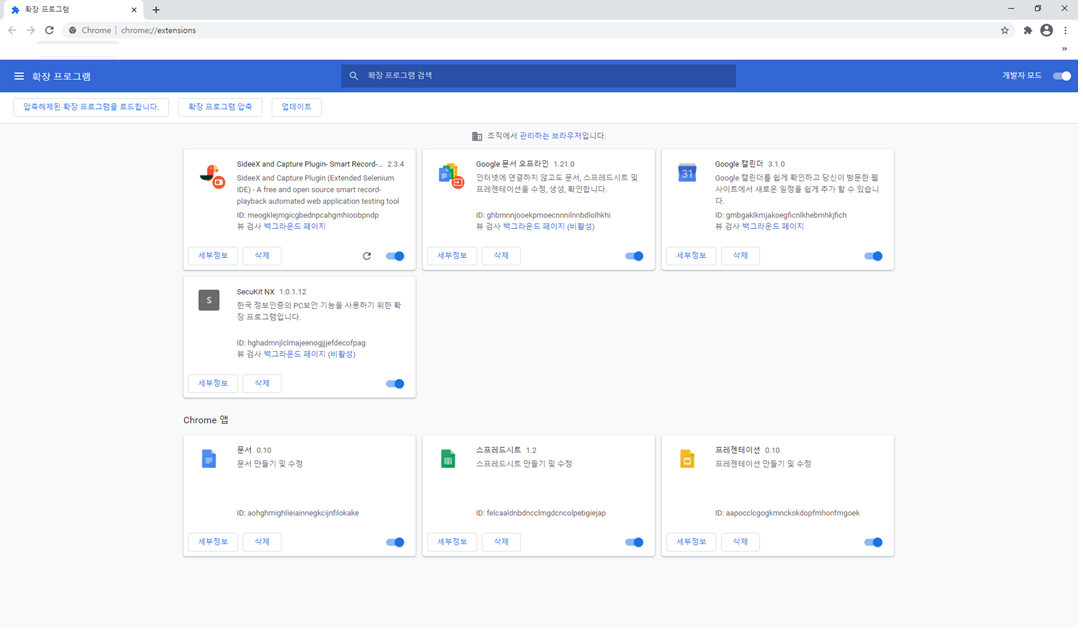 확장 프로그램
Chrome | chrome://extensions
확장 프로그램
확장 프로그램 검색
개발자 모드
압축해제된 확장 프로그램을 로드합니다.
확장 프로그램 압축
업데이트
조직에서 관리하는 브라우저입니다.
SideeX and Capture Plugin- Smart Record-... 2.3.4
SideeX and Capture Plugin (Extended Selenium
IDE) - A free and open source smart record-
playback automated web application testing tool
ID: meogklejmgicgbednpcahgmhioobpndp
뷰 검사 백그라운드 페이지
세부정보
삭제
Google 문서 오프라인 1.21.0
인터넷에 연결하지 않고도 문서, 스프레드시트 및
프레젠테이션을 수정, 생성, 확인합니다.
ID: ghbmnnjooekpmoecnnnilnnbdlolhkhi
뷰 검사 백그라운드 페이지 (비활성)
세부정보
삭제
31
Google 캘린더 3.1.0
Google 캘린더를 쉽게 확인하고 당신이 방문한 웹
사이트에서 새로운 일정을 쉽게 추가 할 수 있습니
다.
ID: gmbgaklkmjakoegficnlkhebmhkjfich
뷰 검사 백그라운드 페이지
세부정보
삭제
S
SecuKit NX 1.0.1.12
한국 정보인증의 PC보안 기능을 사용하기 위한 확
장 프로그램입니다.
ID: hghadmnjlclmajeenogjjjefdecofpag
뷰 검사 백그라운드 페이지 (비활성)
세부정보
삭제
Chrome 앱
문서 0.10
문서 만들기 및 수정
ID: aohghmighlieiainnegkcijnfilokake
세부정보
삭제
스프레드시트 1.2
스프레드시트 만들기 및 수정
ID: felcaaldnbdncclmgdcncolpebgiejap
세부정보
삭제
프레젠테이션 0.10
프레젠테이션 만들기 및 수정
ID: aapocclcgogkmnckokdopfmhonfmgoek
세부정보
삭제